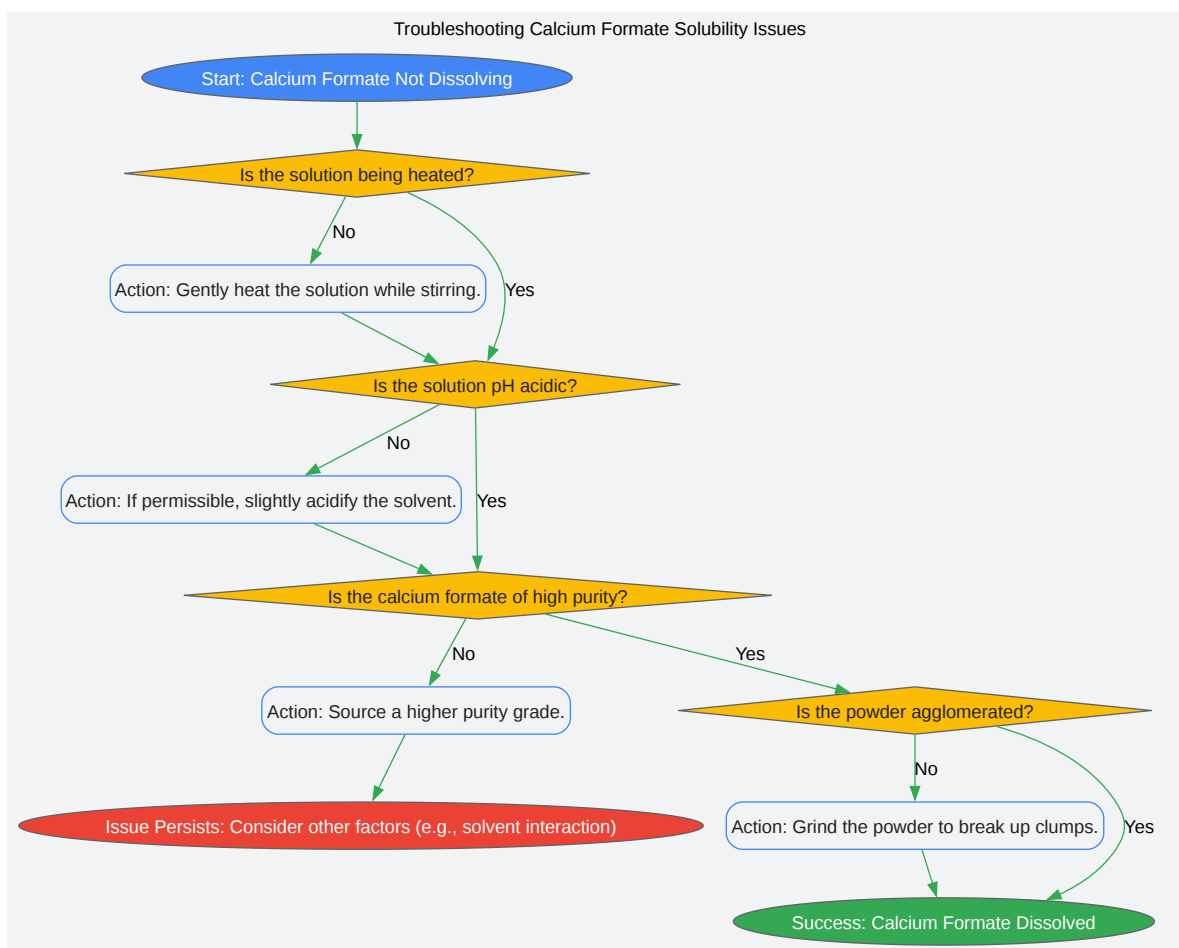 Troubleshooting Calcium Formate Solubility Issues
Start: Calcium Formate Not Dissolving
Is the solution being heated?
No
Action: Gently heat the solution while stirring.
Yes
Is the solution pH acidic?
No
Action: If permissible, slightly acidify the solvent.
Yes
Is the calcium formate of high purity?
No
Yes
Action: Source a higher purity grade.
Is the powder agglomerated?
No
Issue Persists: Consider other factors (e.g., solvent interaction)
Action: Grind the powder to break up clumps.
Yes
Success: Calcium Formate Dissolved